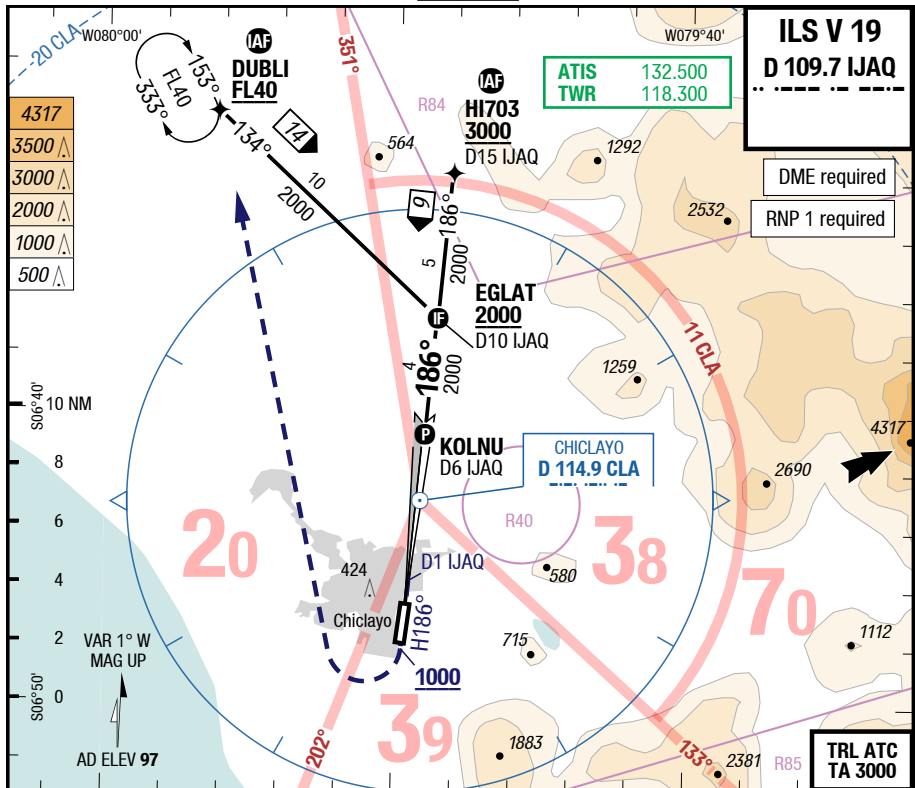 20 CLA
W080°00'
W079°40'
351°
IAF
DUBLI
FL40
153°
333°
FL40
134°
14
10
2000
IAF
HI703
3000
D15 IJAQ
R84
ATIS 132.500
TWR 118.300
ILS V 19
D 109.7 IJAQ
DME required
RNP 1 required
4317
3500
3000
2000
1000
500
564
1292
2532
9
186°
5
2000
EGLAT
2000
IF
D10 IJAQ
4
186°
2000
11 CLA
1259
S06°40'
10 NM
8
6
4
2
0
S06°50'
P
KOLNU
D6 IJAQ
CHICLAYO
D 114.9 CLA
4317
2690
R40
20
38
70
39
424
Chiclayo
D1 IJAQ
H186°
580
715
1112
1000
VAR 1° W
MAG UP
AD ELEV 97
202°
1883
133°
2381
R85
TRL ATC
TA 3000